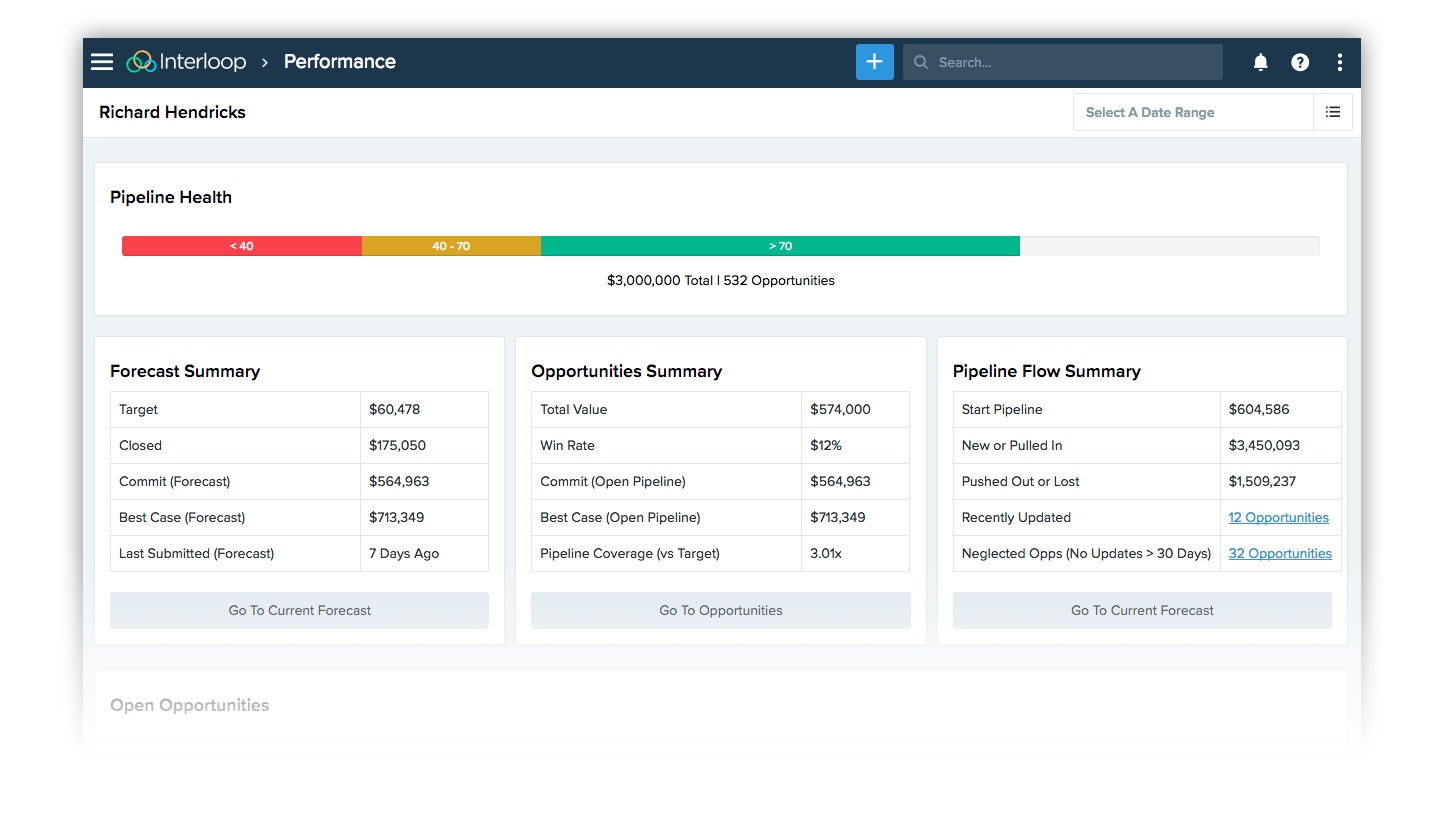 Interloop › Performance
Search...
Richard Hendricks
Select A Date Range
Pipeline Health
< 40 40 - 70 > 70
$3,000,000 Total | 532 Opportunities
Forecast Summary
Target $60,478
Closed $175,050
Commit (Forecast) $564,963
Best Case (Forecast) $713,349
Last Submitted (Forecast) 7 Days Ago
Go To Current Forecast
Opportunities Summary
Total Value $574,000
Win Rate $12%
Commit (Open Pipeline) $564,963
Best Case (Open Pipeline) $713,349
Pipeline Coverage (vs Target) 3.01x
Go To Opportunities
Pipeline Flow Summary
Start Pipeline $604,586
New or Pulled In $3,450,093
Pushed Out or Lost $1,509,237
Recently Updated 12 Opportunities
Neglected Opps (No Updates > 30 Days) 32 Opportunities
Go To Current Forecast
Open Opportunities